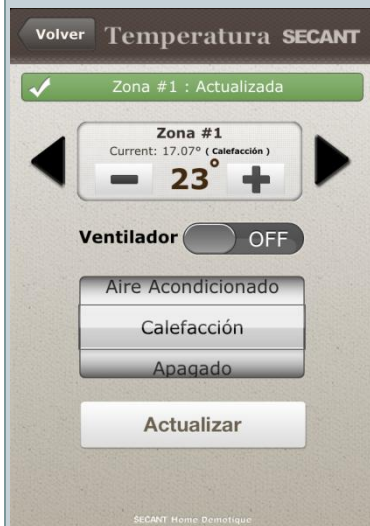 Volver Temperatura SECANT
Zona #1 : Actualizada
Zona #1
Current: 17.07° ( Calefacción )
23°
Ventilador OFF
Aire Acondicionado
Calefacción
Apagado
Actualizar
SECANT Home Demotique